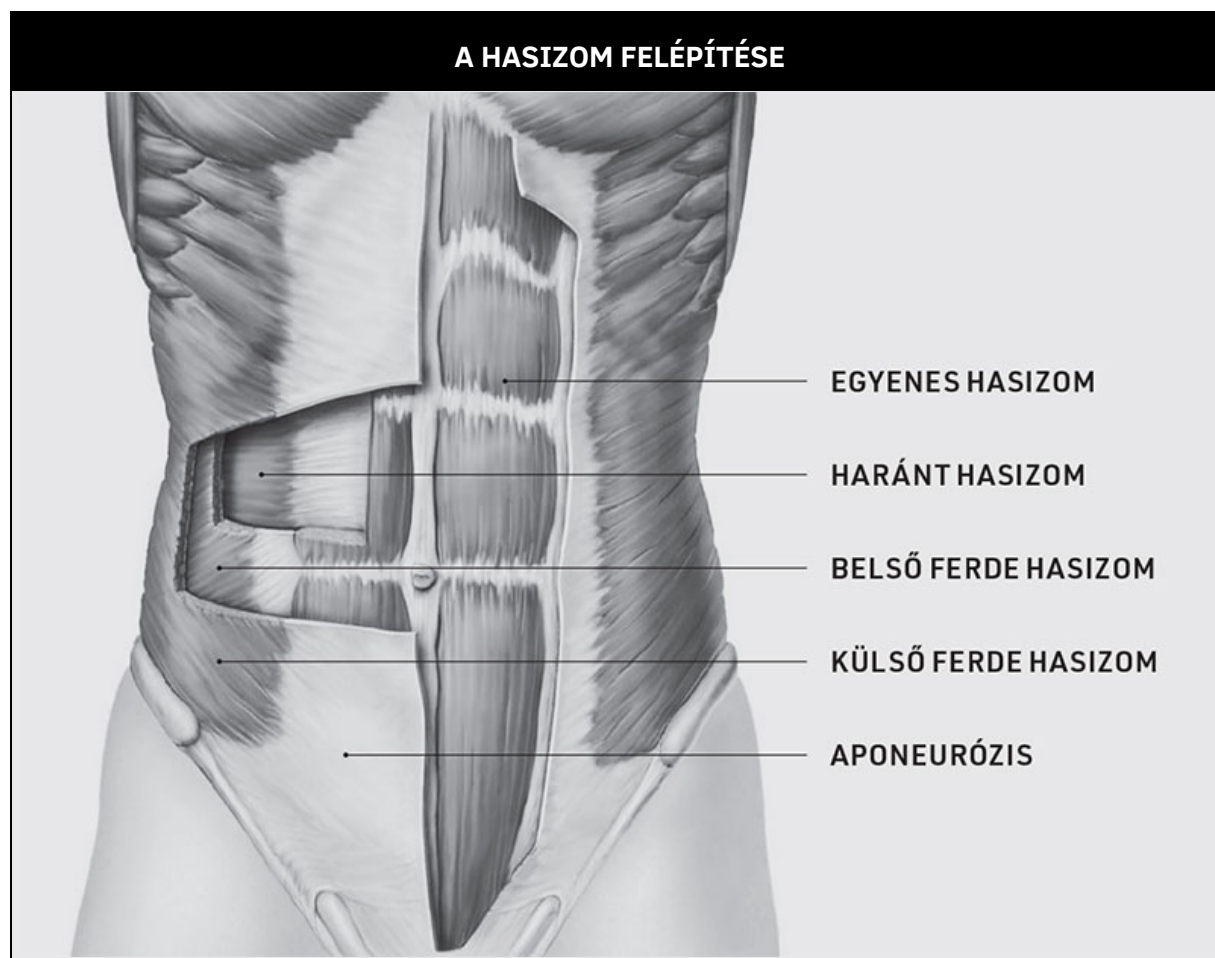 A HASIZOM FELÉPÍTÉSE
EGYENES HASIZOM
HARÁNT HASIZOM
BELSŐ FERDE HASIZOM
KÜLSŐ FERDE HASIZOM
APONEURÓZIS